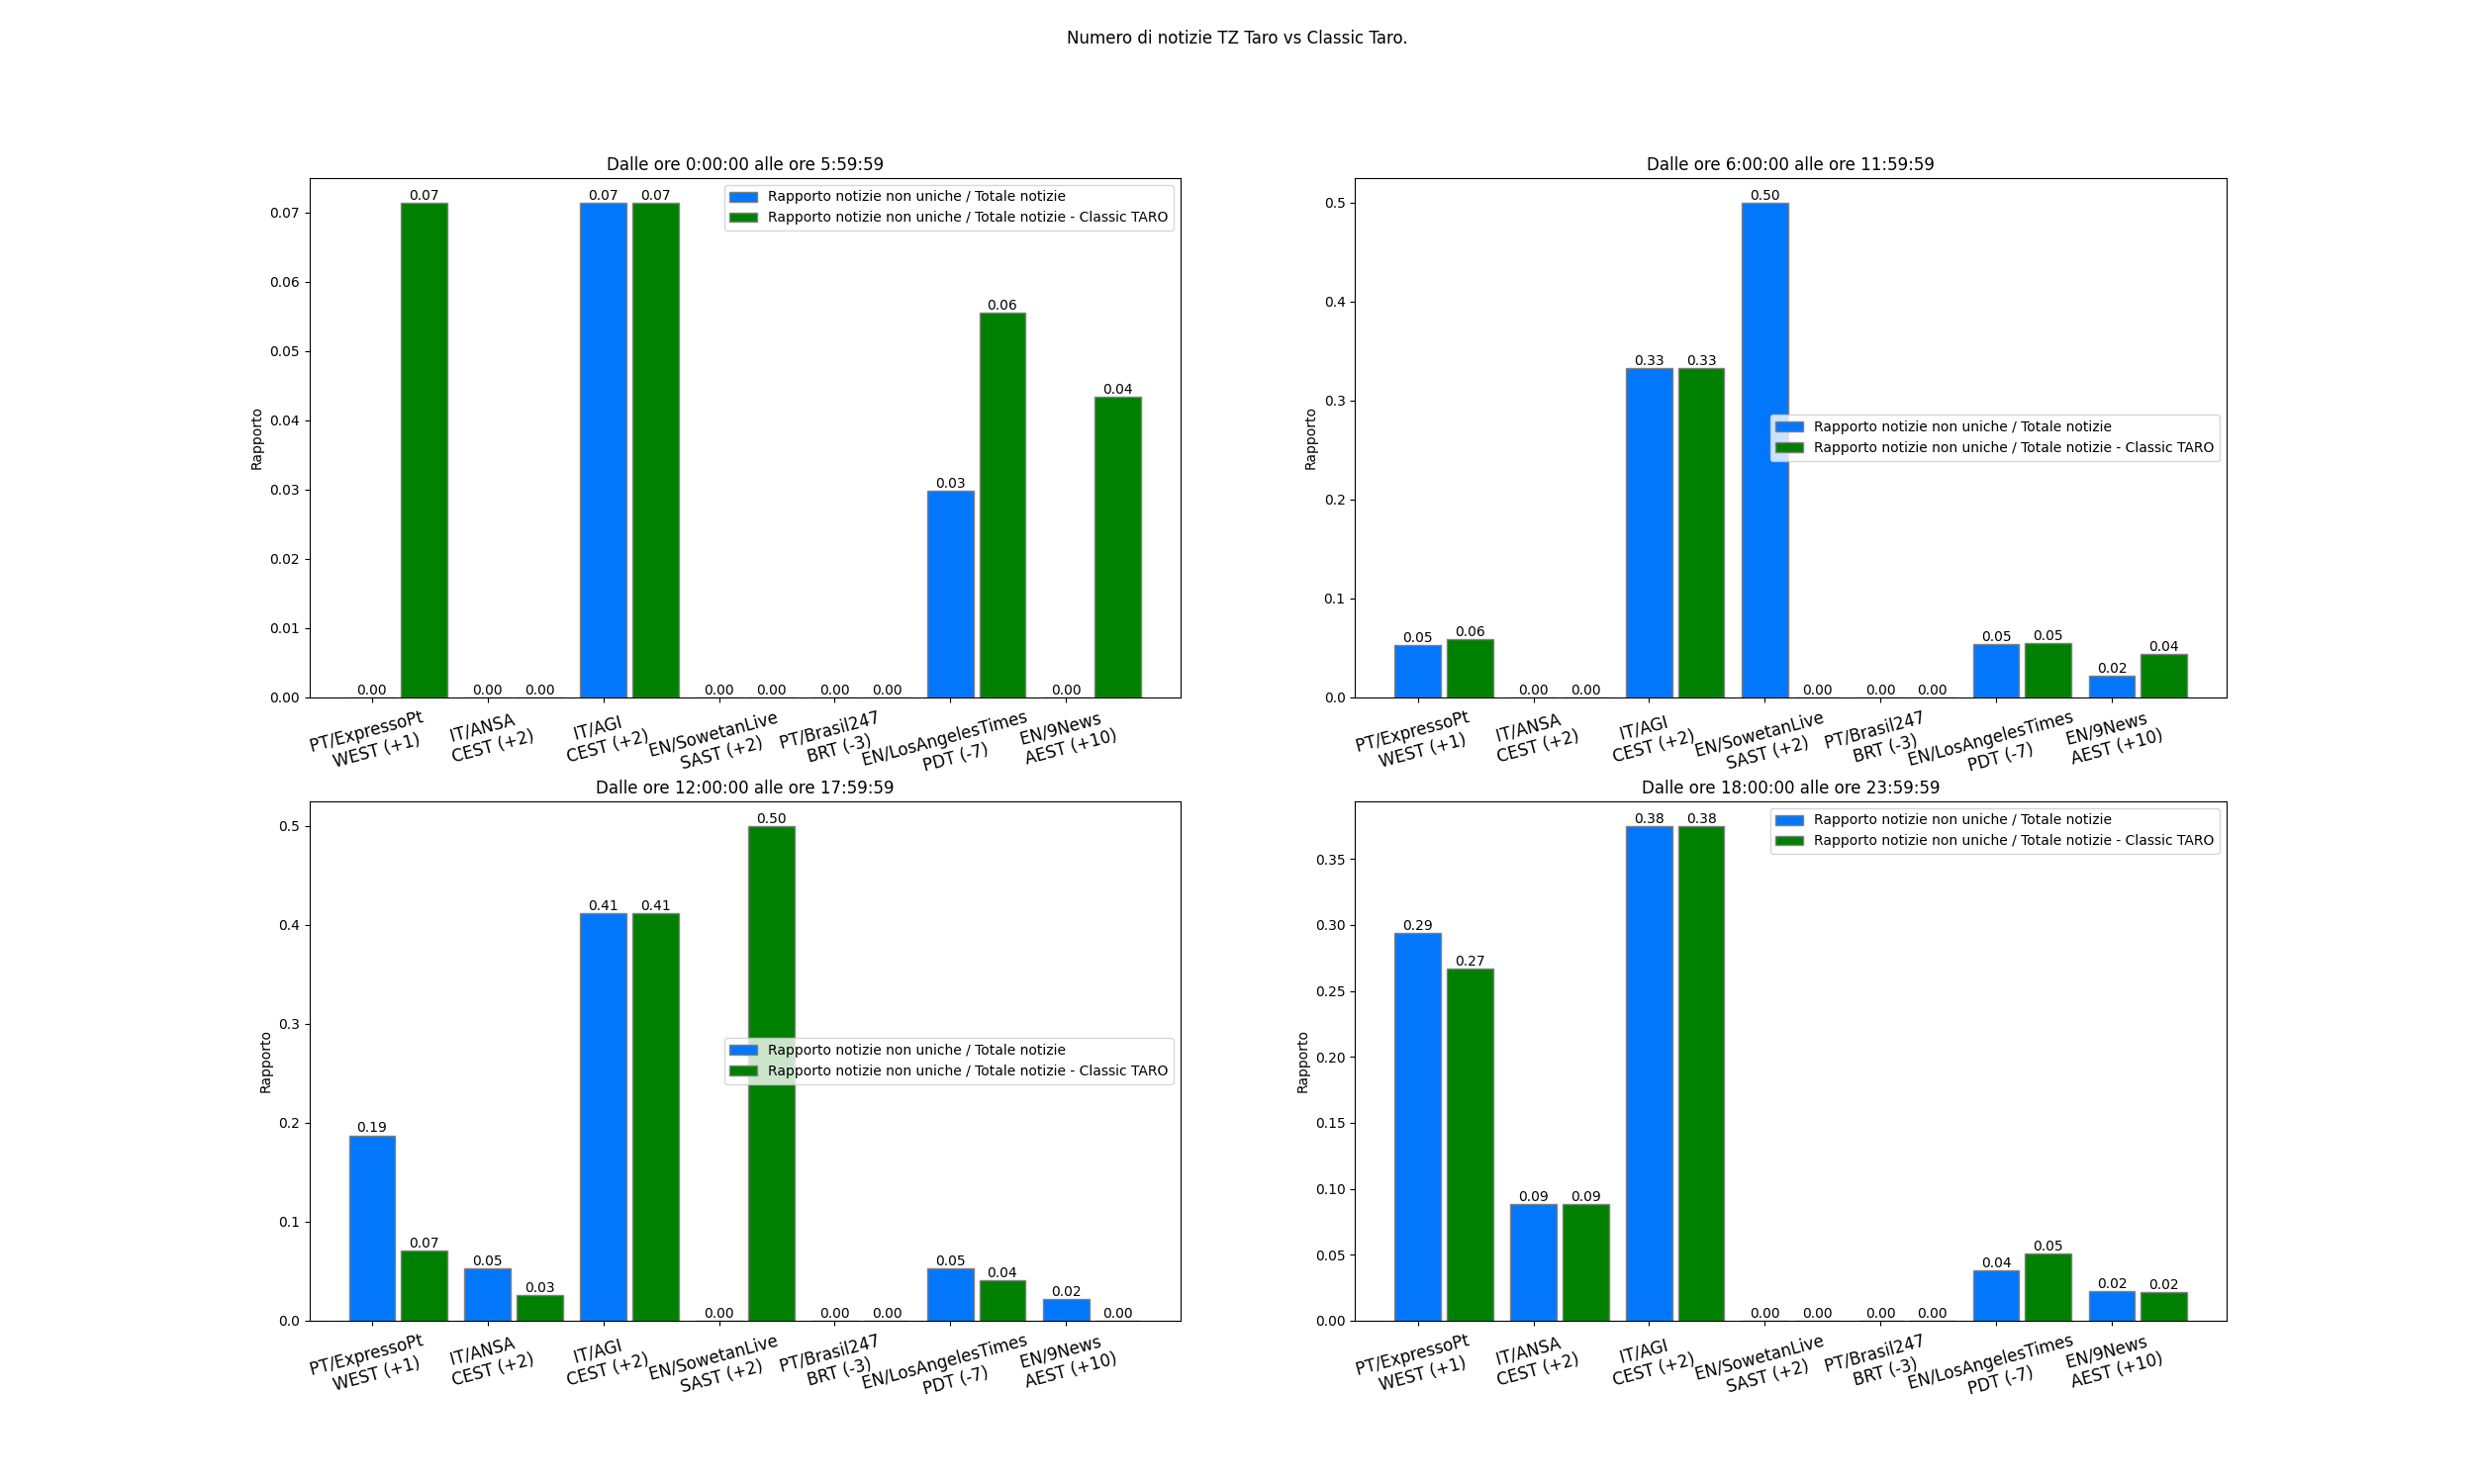 Numero di notizie TZ Taro vs Classic Taro.
Dalle ore 0:00:00 alle ore 5:59:59
Rapporto notizie non uniche / Totale notizie
Rapporto notizie non uniche / Totale notizie - Classic TARO
Rapporto
0.07
0.06
0.05
0.04
0.03
0.02
0.01
0.00
0.00 0.07 0.00 0.00 0.07 0.07 0.00 0.00 0.00 0.00 0.03 0.06 0.00 0.04
PT/ExpressoPt
WEST (+1)
IT/ANSA
CEST (+2)
IT/AGI
CEST (+2)
EN/SowetanLive
SAST (+2)
PT/Brasil247
BRT (-3)
EN/LosAngelesTimes
PDT (-7)
EN/9News
AEST (+10)
Dalle ore 6:00:00 alle ore 11:59:59
Rapporto notizie non uniche / Totale notizie
Rapporto notizie non uniche / Totale notizie - Classic TARO
Rapporto
0.5
0.4
0.3
0.2
0.1
0.0
0.05 0.06 0.00 0.00 0.33 0.33 0.50 0.00 0.00 0.00 0.05 0.05 0.02 0.04
PT/ExpressoPt
WEST (+1)
IT/ANSA
CEST (+2)
IT/AGI
CEST (+2)
EN/SowetanLive
SAST (+2)
PT/Brasil247
BRT (-3)
EN/LosAngelesTimes
PDT (-7)
EN/9News
AEST (+10)
Dalle ore 12:00:00 alle ore 17:59:59
Rapporto notizie non uniche / Totale notizie
Rapporto notizie non uniche / Totale notizie - Classic TARO
Rapporto
0.5
0.4
0.3
0.2
0.1
0.0
0.19 0.07 0.05 0.03 0.41 0.41 0.00 0.50 0.00 0.00 0.05 0.04 0.02 0.00
PT/ExpressoPt
WEST (+1)
IT/ANSA
CEST (+2)
IT/AGI
CEST (+2)
EN/SowetanLive
SAST (+2)
PT/Brasil247
BRT (-3)
EN/LosAngelesTimes
PDT (-7)
EN/9News
AEST (+10)
Dalle ore 18:00:00 alle ore 23:59:59
Rapporto notizie non uniche / Totale notizie
Rapporto notizie non uniche / Totale notizie - Classic TARO
Rapporto
0.35
0.30
0.25
0.20
0.15
0.10
0.05
0.00
0.29 0.27 0.09 0.09 0.38 0.38 0.00 0.00 0.00 0.00 0.04 0.05 0.02 0.02
PT/ExpressoPt
WEST (+1)
IT/ANSA
CEST (+2)
IT/AGI
CEST (+2)
EN/SowetanLive
SAST (+2)
PT/Brasil247
BRT (-3)
EN/LosAngelesTimes
PDT (-7)
EN/9News
AEST (+10)